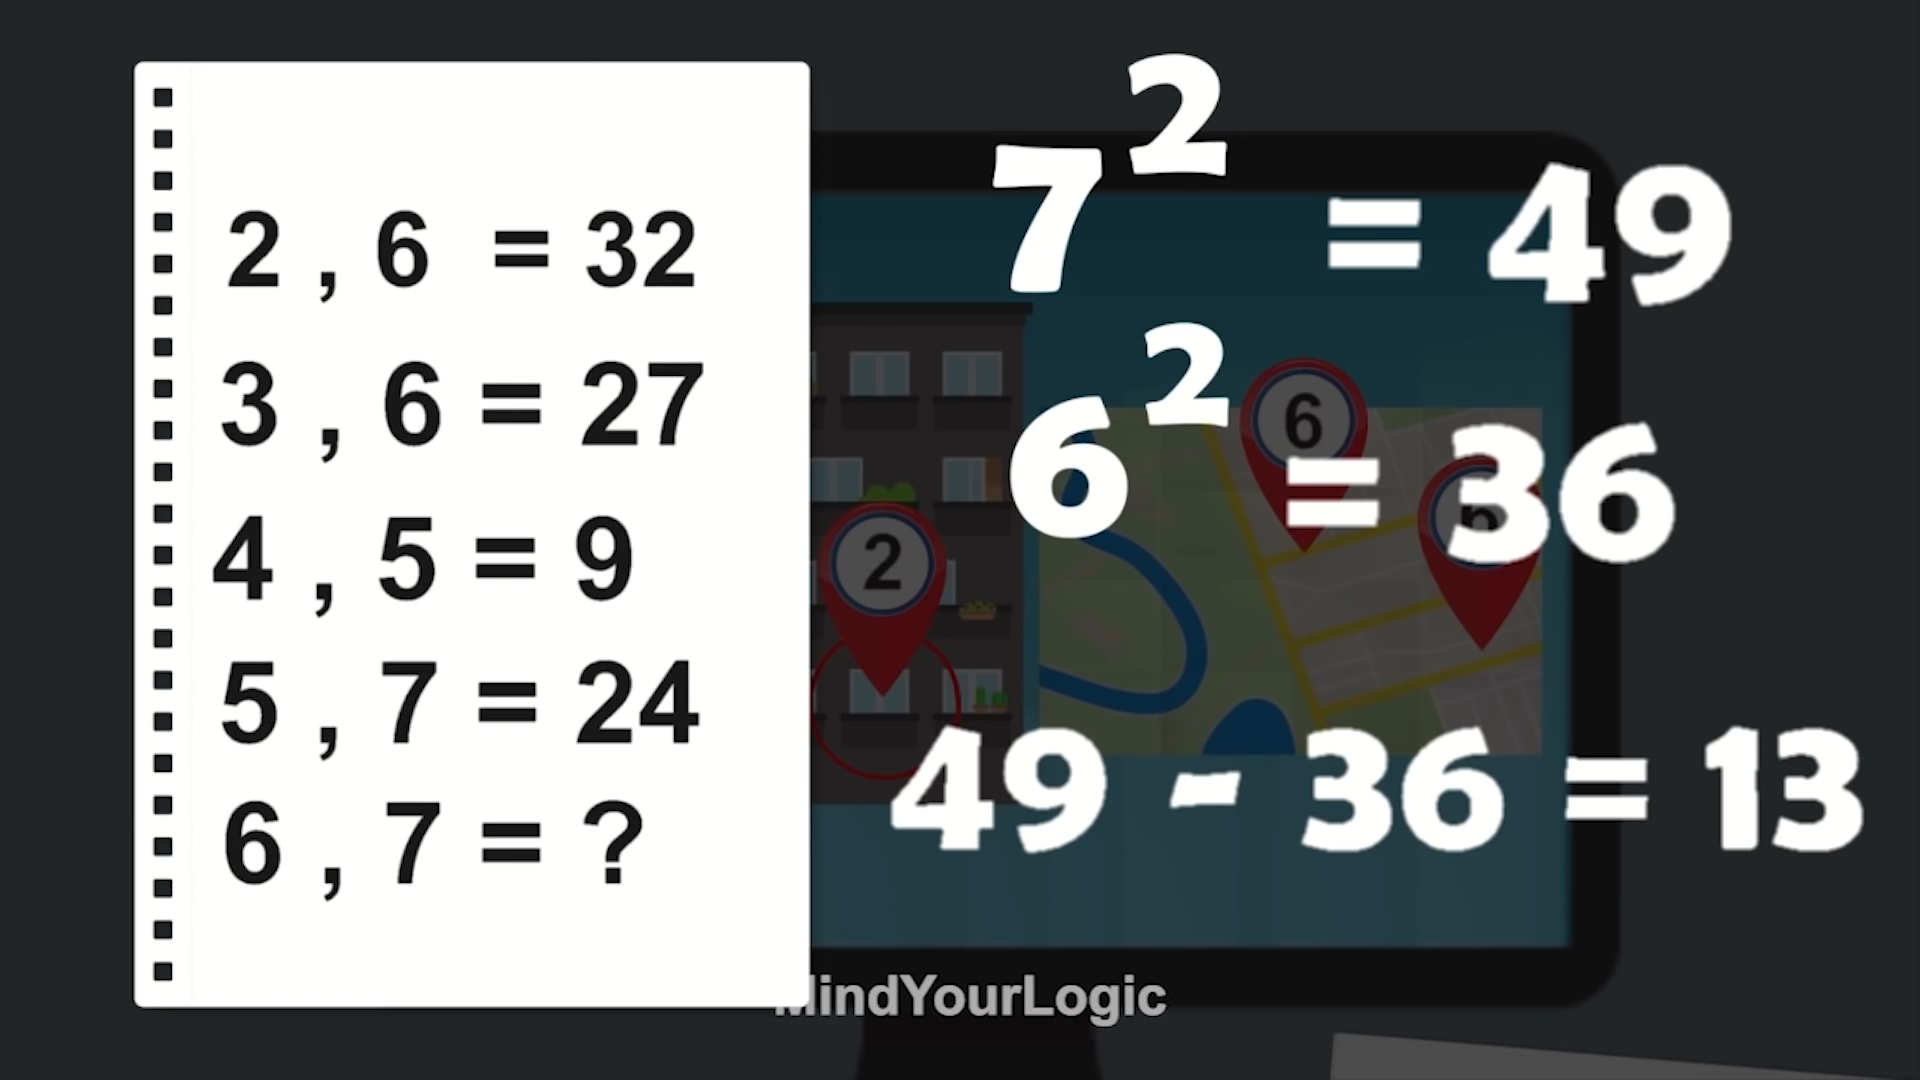 2 , 6 = 32
3 , 6 = 27
4 , 5 = 9
5 , 7 = 24
6 , 7 = ?
7² = 49
6² = 36
49 - 36 = 13
6
2
MindYourLogic